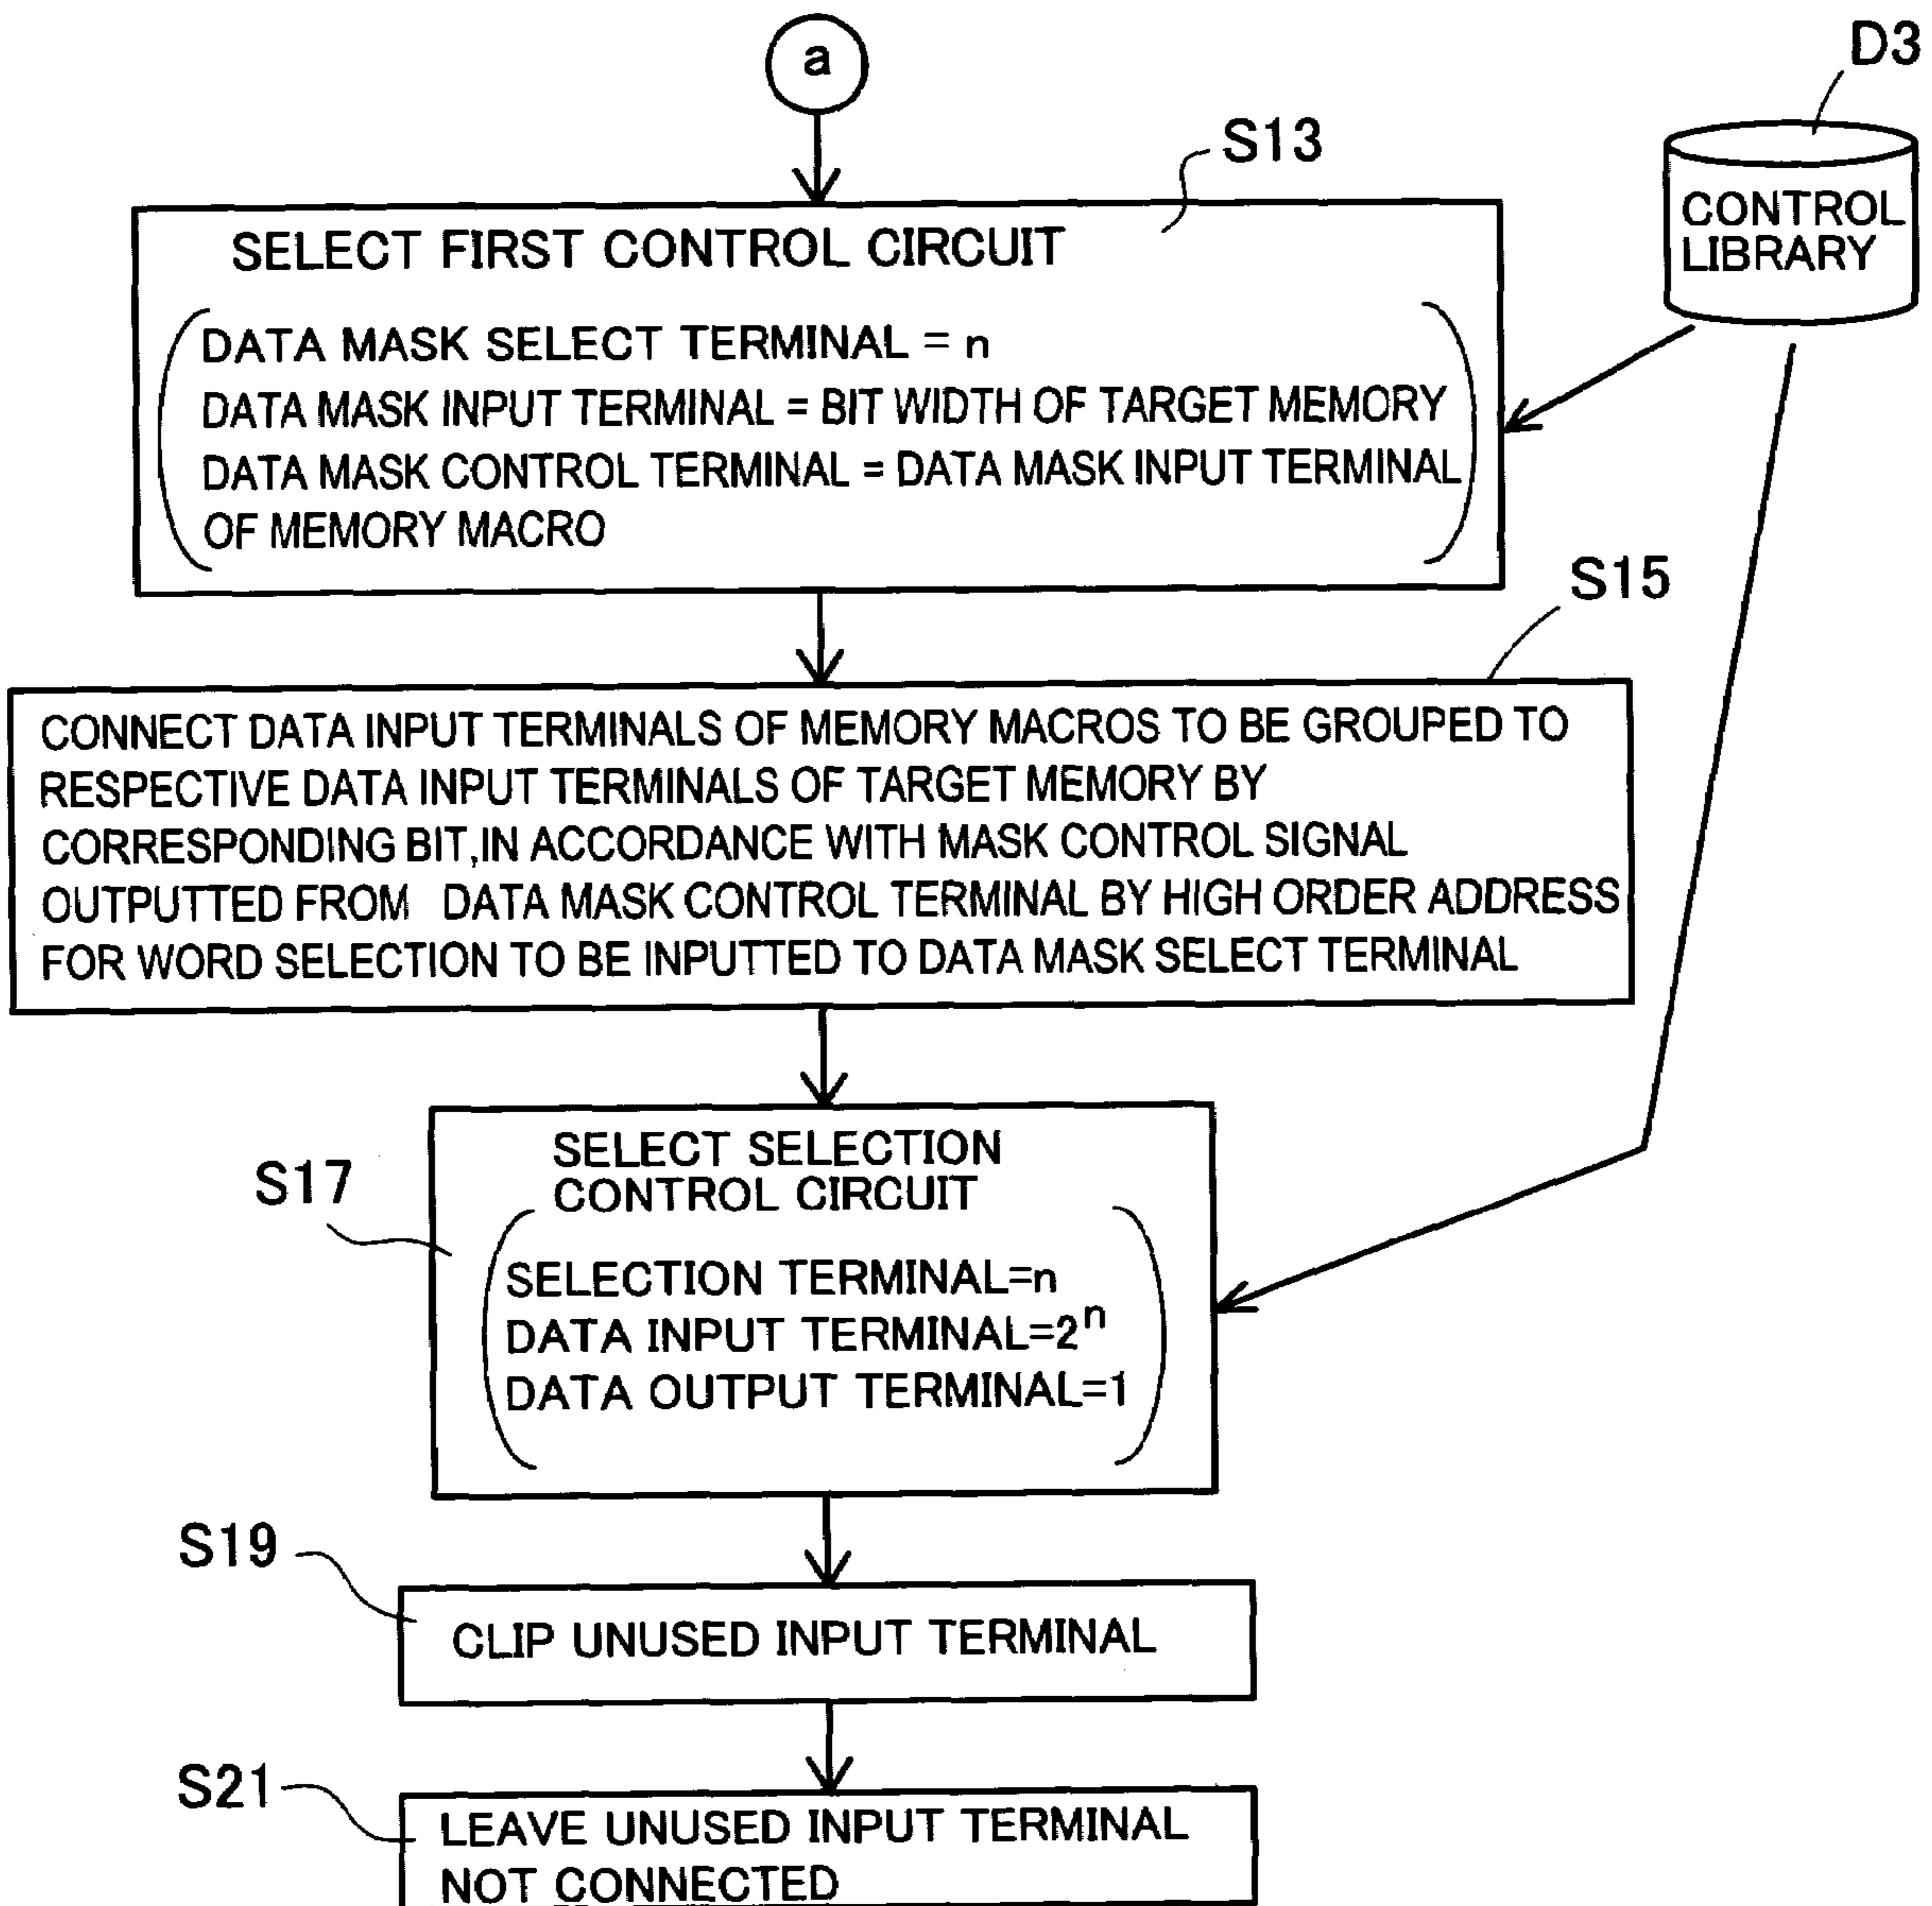 a
D3
CONTROL
LIBRARY
S13
SELECT FIRST CONTROL CIRCUIT
DATA MASK SELECT TERMINAL = n
DATA MASK INPUT TERMINAL = BIT WIDTH OF TARGET MEMORY
DATA MASK CONTROL TERMINAL = DATA MASK INPUT TERMINAL
OF MEMORY MACRO
S15
CONNECT DATA INPUT TERMINALS OF MEMORY MACROS TO BE GROUPED TO
RESPECTIVE DATA INPUT TERMINALS OF TARGET MEMORY BY
CORRESPONDING BIT, IN ACCORDANCE WITH MASK CONTROL SIGNAL
OUTPUTTED FROM DATA MASK CONTROL TERMINAL BY HIGH ORDER ADDRESS
FOR WORD SELECTION TO BE INPUTTED TO DATA MASK SELECT TERMINAL
S17
SELECT SELECTION
CONTROL CIRCUIT
SELECTION TERMINAL=n
DATA INPUT TERMINAL=2^n
DATA OUTPUT TERMINAL=1
S19
CLIP UNUSED INPUT TERMINAL
S21
LEAVE UNUSED INPUT TERMINAL
NOT CONNECTED